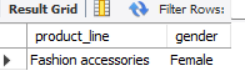 Result Grid Filter Rows:
product_line gender
Fashion accessories Female